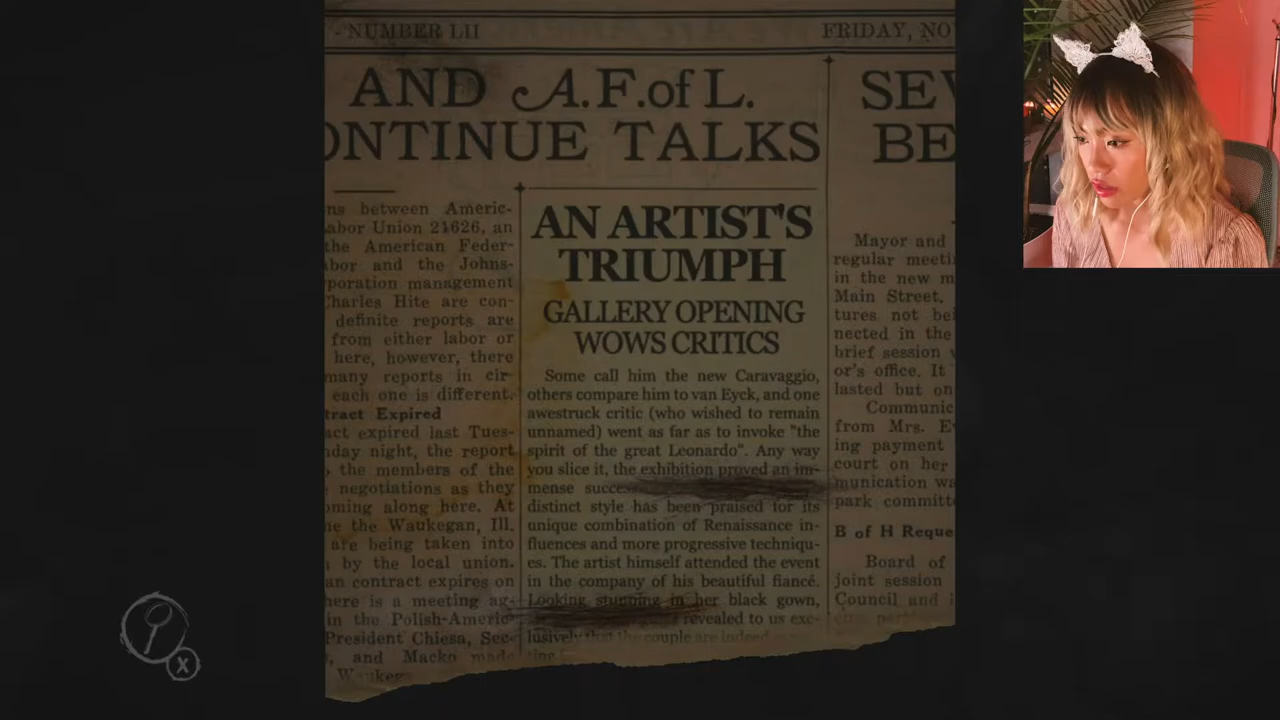 - NUMBER LII
FRIDAY, NO
AND A.F.of L.
ONTINUE TALKS
SEV
BE
ns between Americ-
abor Union 21626, an
the American Feder-
bor and the Johns-
poration management
Charles Hite are con-
definite reports are
from either labor or
here, however, there
many reports in cir-
each one is different.
tract Expired
act expired last Tues-
day night, the report
the members of the
negotiations as they
oming along here. At
ne the Waukegan, Ill.
are being taken into
by the local union.
an contract expires on
here is a meeting ag-
in the Polish-Americ-
President Chiesa, Sec-
, and Macko made
Waukeg
AN ARTIST'S
TRIUMPH
GALLERY OPENING
WOWS CRITICS
Some call him the new Caravaggio,
others compare him to van Eyck, and one
awestruck critic (who wished to remain
unnamed) went as far as to invoke "the
spirit of the great Leonardo". Any way
you slice it, the exhibition proved an im-
mense succes
distinct style has been praised for its
unique combination of Renaissance in-
fluences and more progressive techniqu-
es. The artist himself attended the event
in the company of his beautiful fiancé.
Looking stunning in her black gown,
revealed to us exc-
lusively that the couple are indeed
ting
Mayor and
regular meeti
in the new m
Main Street.
tures not bei
nected in the
brief session
or's office. It
lasted but on
Communic
from Mrs. E
ing payment
court on her
munication wa
park committe
B of H Reque
Board of
joint session
Council and i
X